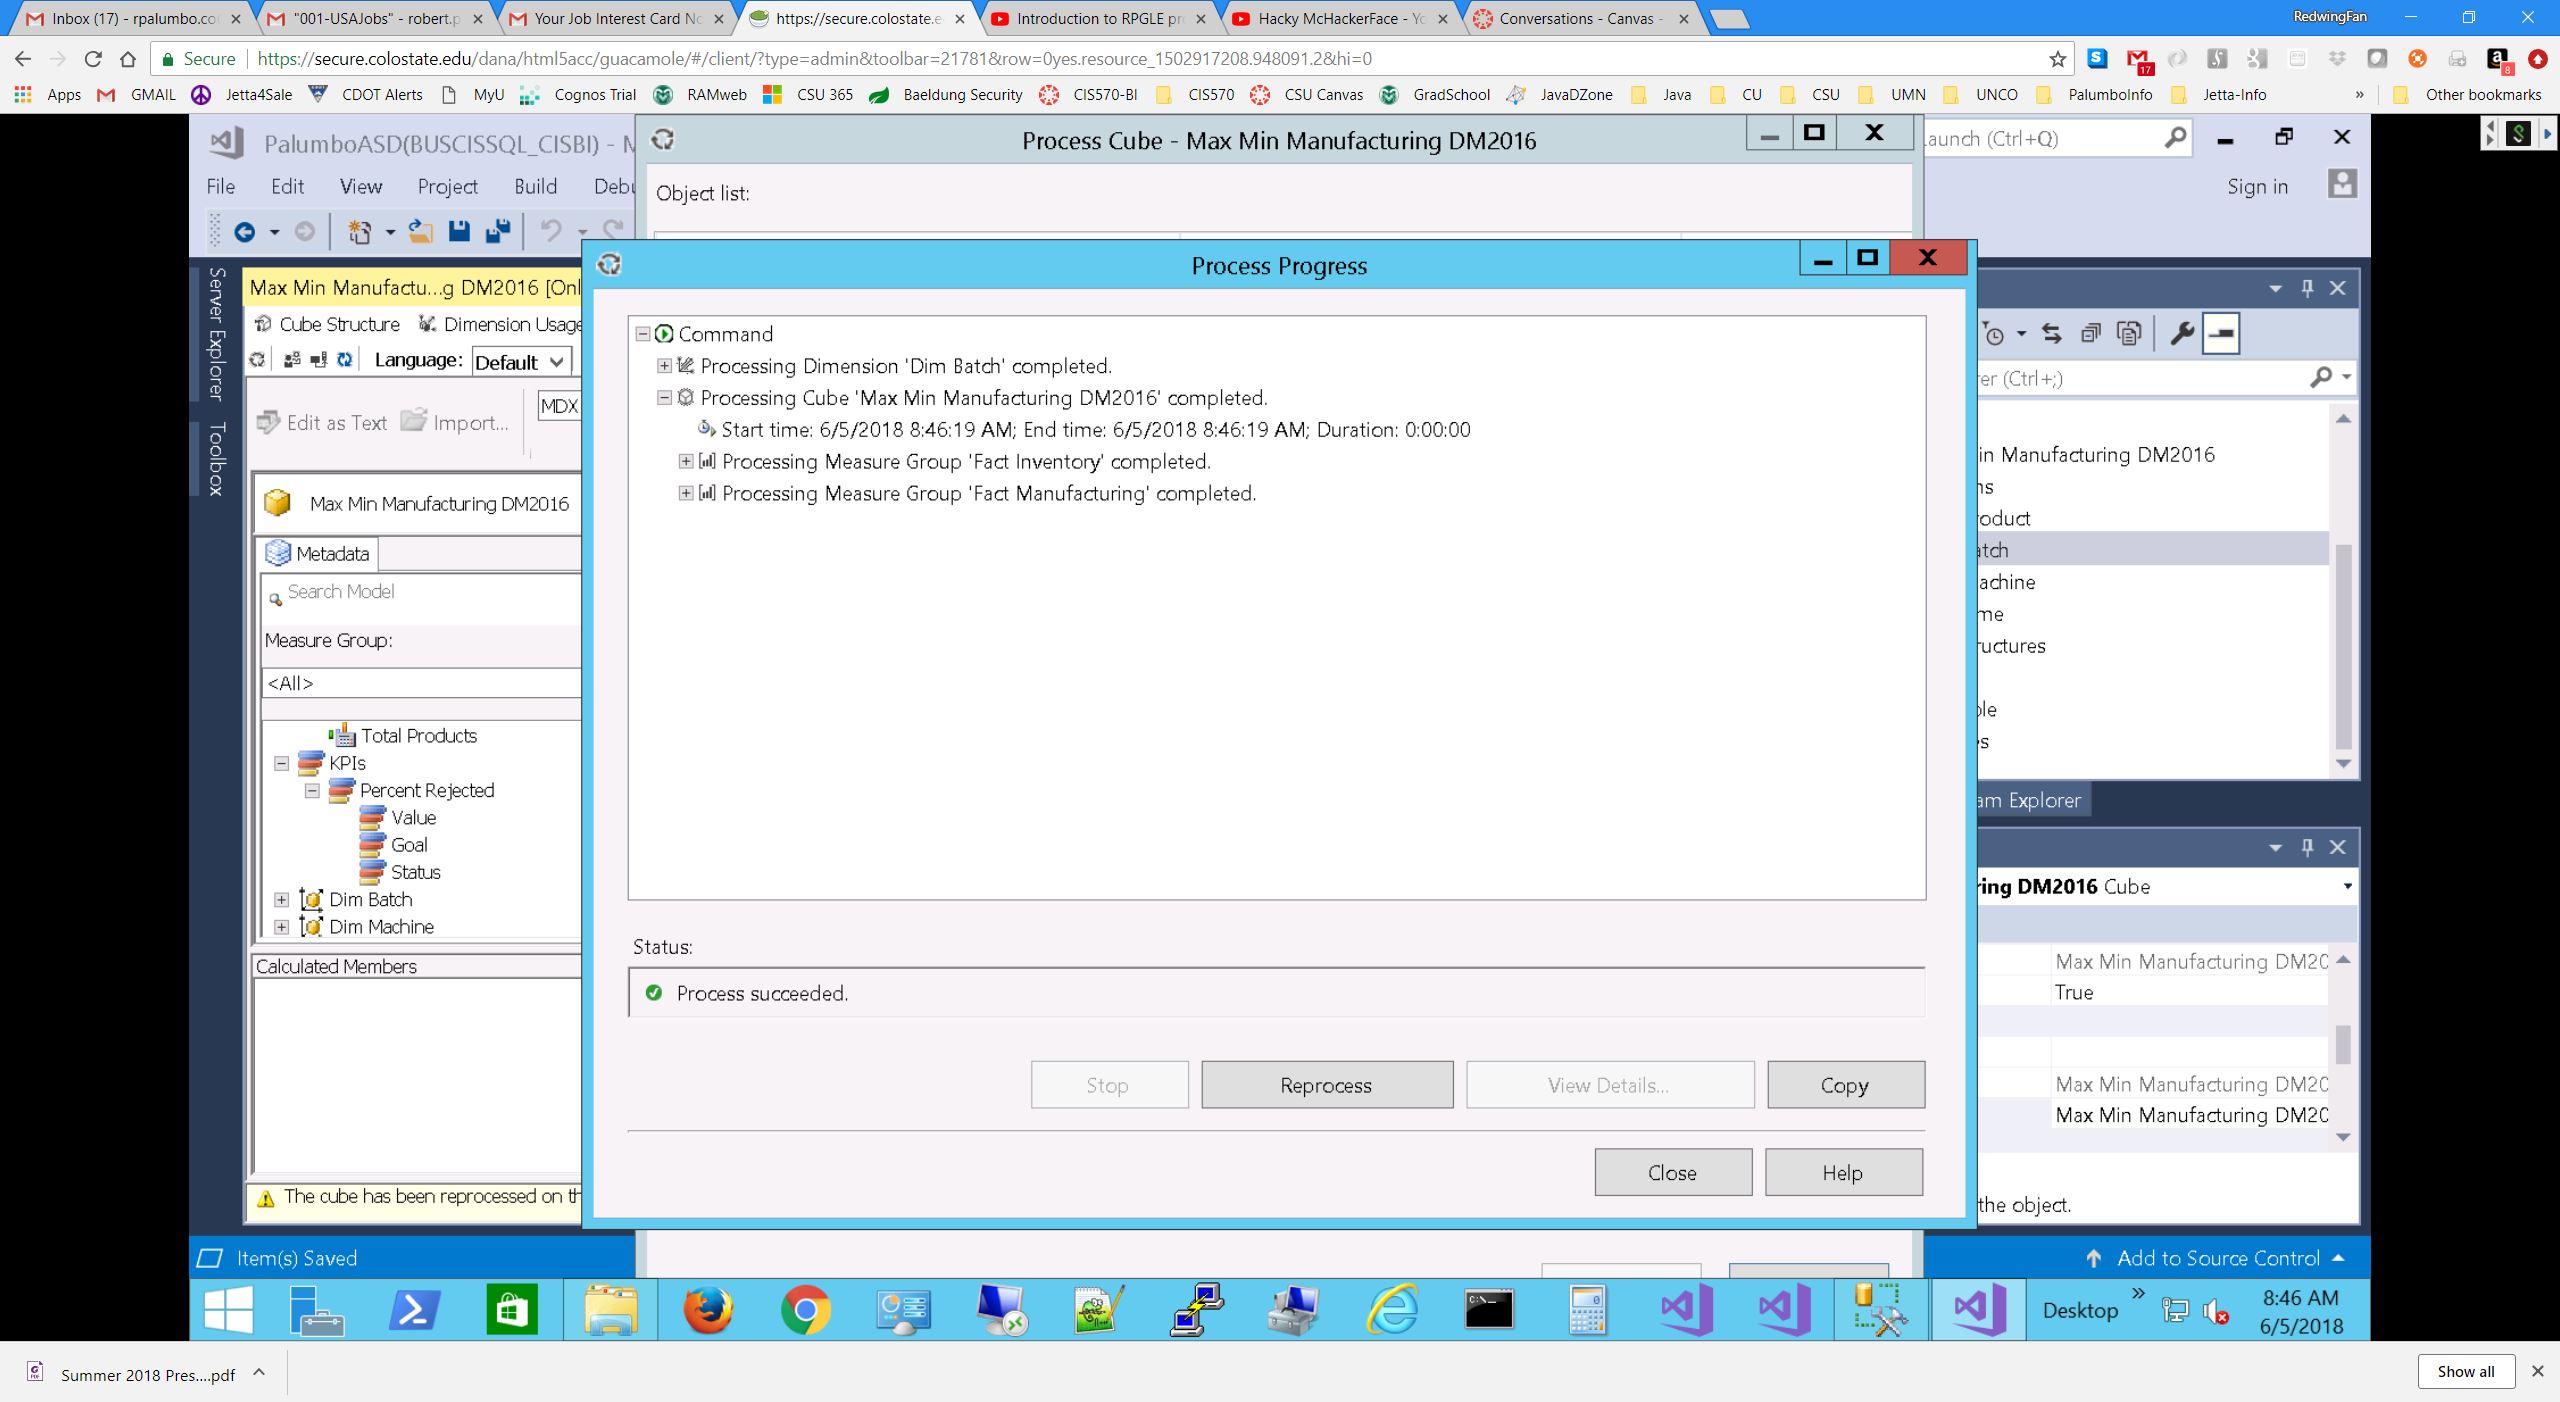 Inbox (17) - rpalumbo.co
"001-USAJobs" - robert.p
Your Job Interest Card No
https://secure.colostate.e
Introduction to RPGLE pr
Hacky McHackerFace - Yo
Conversations - Canvas -
RedwingFan
Secure
https://secure.colostate.edu/dana/html5acc/guacamole/#/client/?type=admin&toolbar=21781&row=0yes.resource_1502917208.948091.2&hi=0
17
8
Apps
GMAIL
Jetta4Sale
CDOT Alerts
MyU
Cognos Trial
RAMweb
CSU 365
Baeldung Security
CIS570-BI
CIS570
CSU Canvas
GradSchool
JavaDZone
Java
CU
CSU
UMN
UNCO
PalumboInfo
Jetta-Info
»
Other bookmarks
PalumboASD(BUSCISSQL_CISBI) - M
Process Cube - Max Min Manufacturing DM2016
aunch (Ctrl+Q)
File Edit View Project Build Debu
Object list:
Sign in
Server Explorer
Toolbox
Max Min Manufactu...g DM2016 [Onl
Cube Structure
Dimension Usage
Language: Default
Edit as Text
Import...
MDX
Max Min Manufacturing DM2016
Metadata
Search Model
Measure Group:
<All>
Total Products
KPIs
Percent Rejected
Value
Goal
Status
Dim Batch
Dim Machine
Calculated Members
The cube has been reprocessed on th
Process Progress
Command
Processing Dimension 'Dim Batch' completed.
Processing Cube 'Max Min Manufacturing DM2016' completed.
Start time: 6/5/2018 8:46:19 AM; End time: 6/5/2018 8:46:19 AM; Duration: 0:00:00
Processing Measure Group 'Fact Inventory' completed.
Processing Measure Group 'Fact Manufacturing' completed.
Status:
Process succeeded.
Stop
Reprocess
View Details...
Copy
Close
Help
rer (Ctrl+;)
in Manufacturing DM2016
ns
oduct
atch
achine
me
ructures
ole
s
am Explorer
ring DM2016 Cube
Max Min Manufacturing DM20
True
Max Min Manufacturing DM20
Max Min Manufacturing DM20
the object.
Item(s) Saved
Add to Source Control
Desktop
»
8:46 AM
6/5/2018
Summer 2018 Pres....pdf
Show all